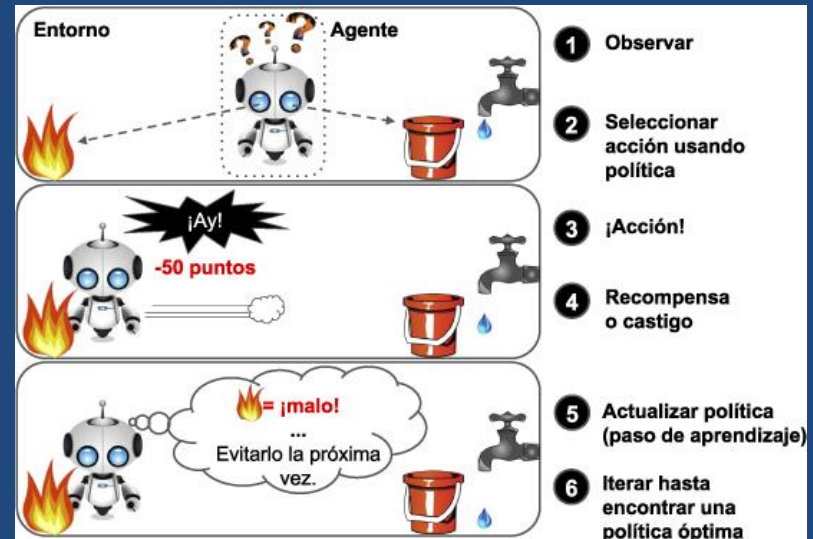 Entorno
Agente
? ? ?
1 Observar
2 Seleccionar
acción usando
política
¡Ay!
-50 puntos
3 ¡Acción!
4 Recompensa
o castigo
= ¡malo!
...
Evitarlo la próxima
vez.
5 Actualizar política
(paso de aprendizaje)
6 Iterar hasta
encontrar una
política óptima